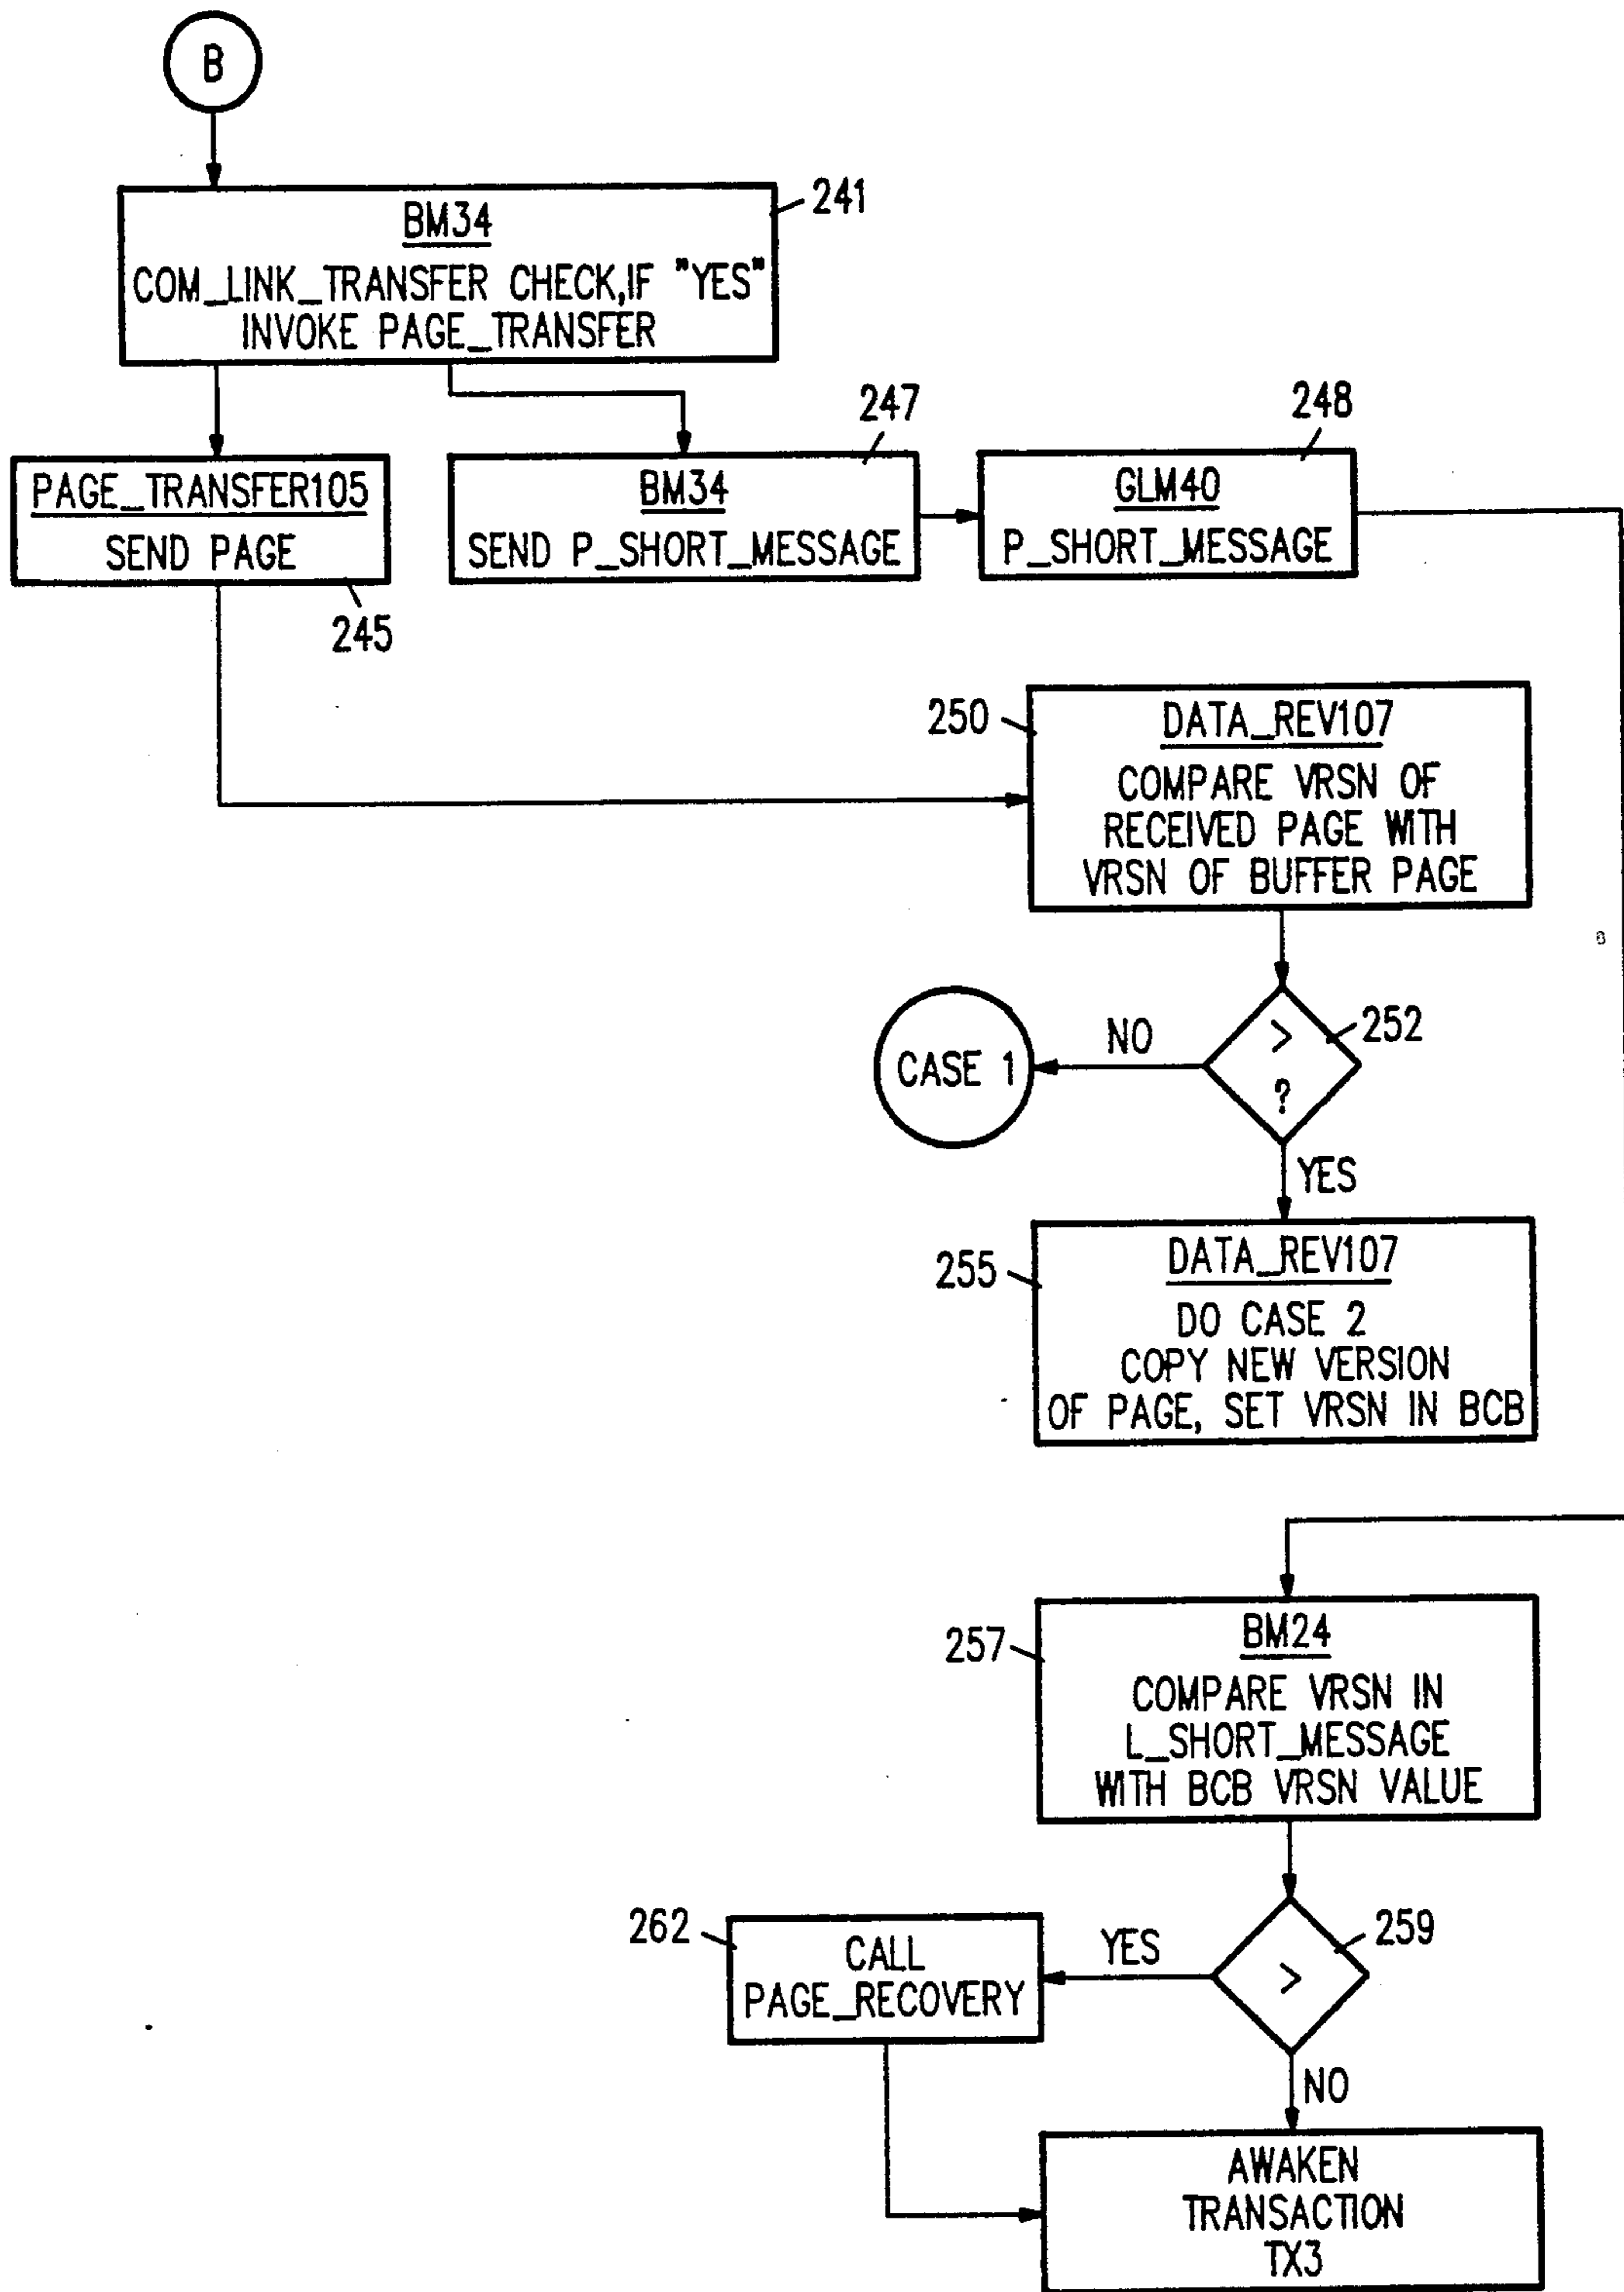 B
241
BM34
COM_LINK_TRANSFER CHECK,IF "YES"
INVOKE PAGE_TRANSFER
247
248
PAGE_TRANSFER105
SEND PAGE
245
BM34
SEND P_SHORT_MESSAGE
GLM40
P_SHORT_MESSAGE
250
DATA_REV107
COMPARE VRSN OF
RECEIVED PAGE WITH
VRSN OF BUFFER PAGE
CASE 1
NO
>
?
252
YES
255
DATA_REV107
DO CASE 2
COPY NEW VERSION
OF PAGE, SET VRSN IN BCB
257
BM24
COMPARE VRSN IN
L_SHORT_MESSAGE
WITH BCB VRSN VALUE
262
CALL
PAGE_RECOVERY
YES
>
259
NO
AWAKEN
TRANSACTION
TX3